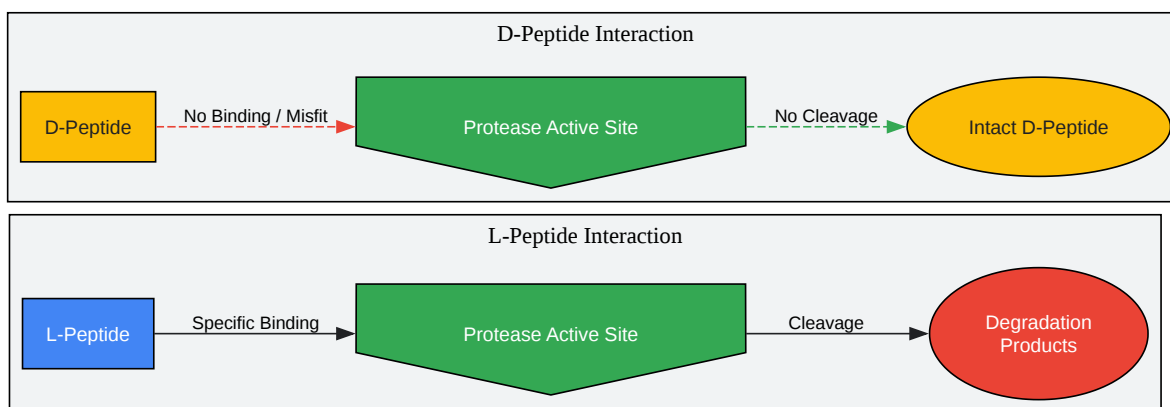 D-Peptide Interaction
D-Peptide
No Binding / Misfit
Protease Active Site
No Cleavage
Intact D-Peptide
L-Peptide Interaction
L-Peptide
Specific Binding
Protease Active Site
Cleavage
Degradation
Products